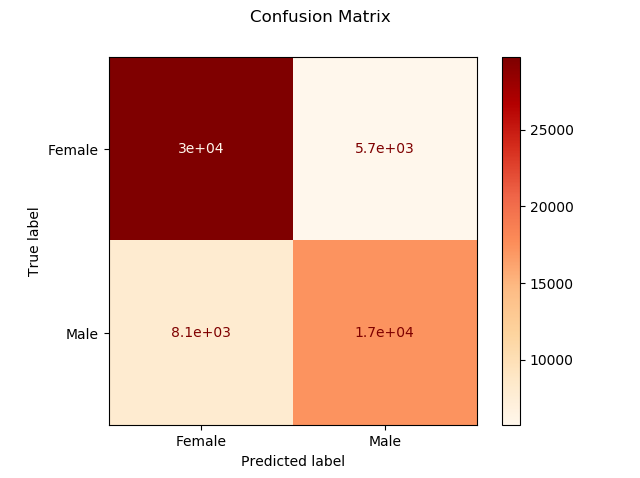 Confusion Matrix
Female
3e+04
5.7e+03
Male
8.1e+03
1.7e+04
True label
Female
Male
Predicted label
25000
20000
15000
10000